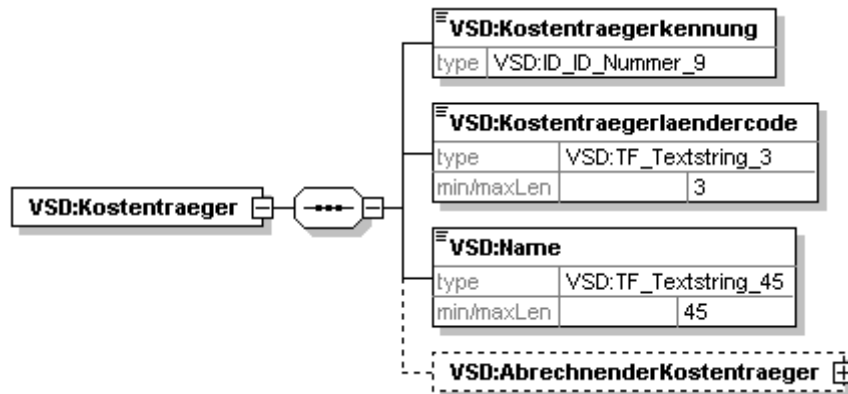 VSD:Kostentraegerkennung
type VSD:ID_ID_Nummer_9
VSD:Kostentraegerlaendercode
type VSD:TF_Textstring_3
min/maxLen 3
VSD:Kostentraeger
VSD:Name
type VSD:TF_Textstring_45
min/maxLen 45
VSD:AbrechnenderKostentraeger